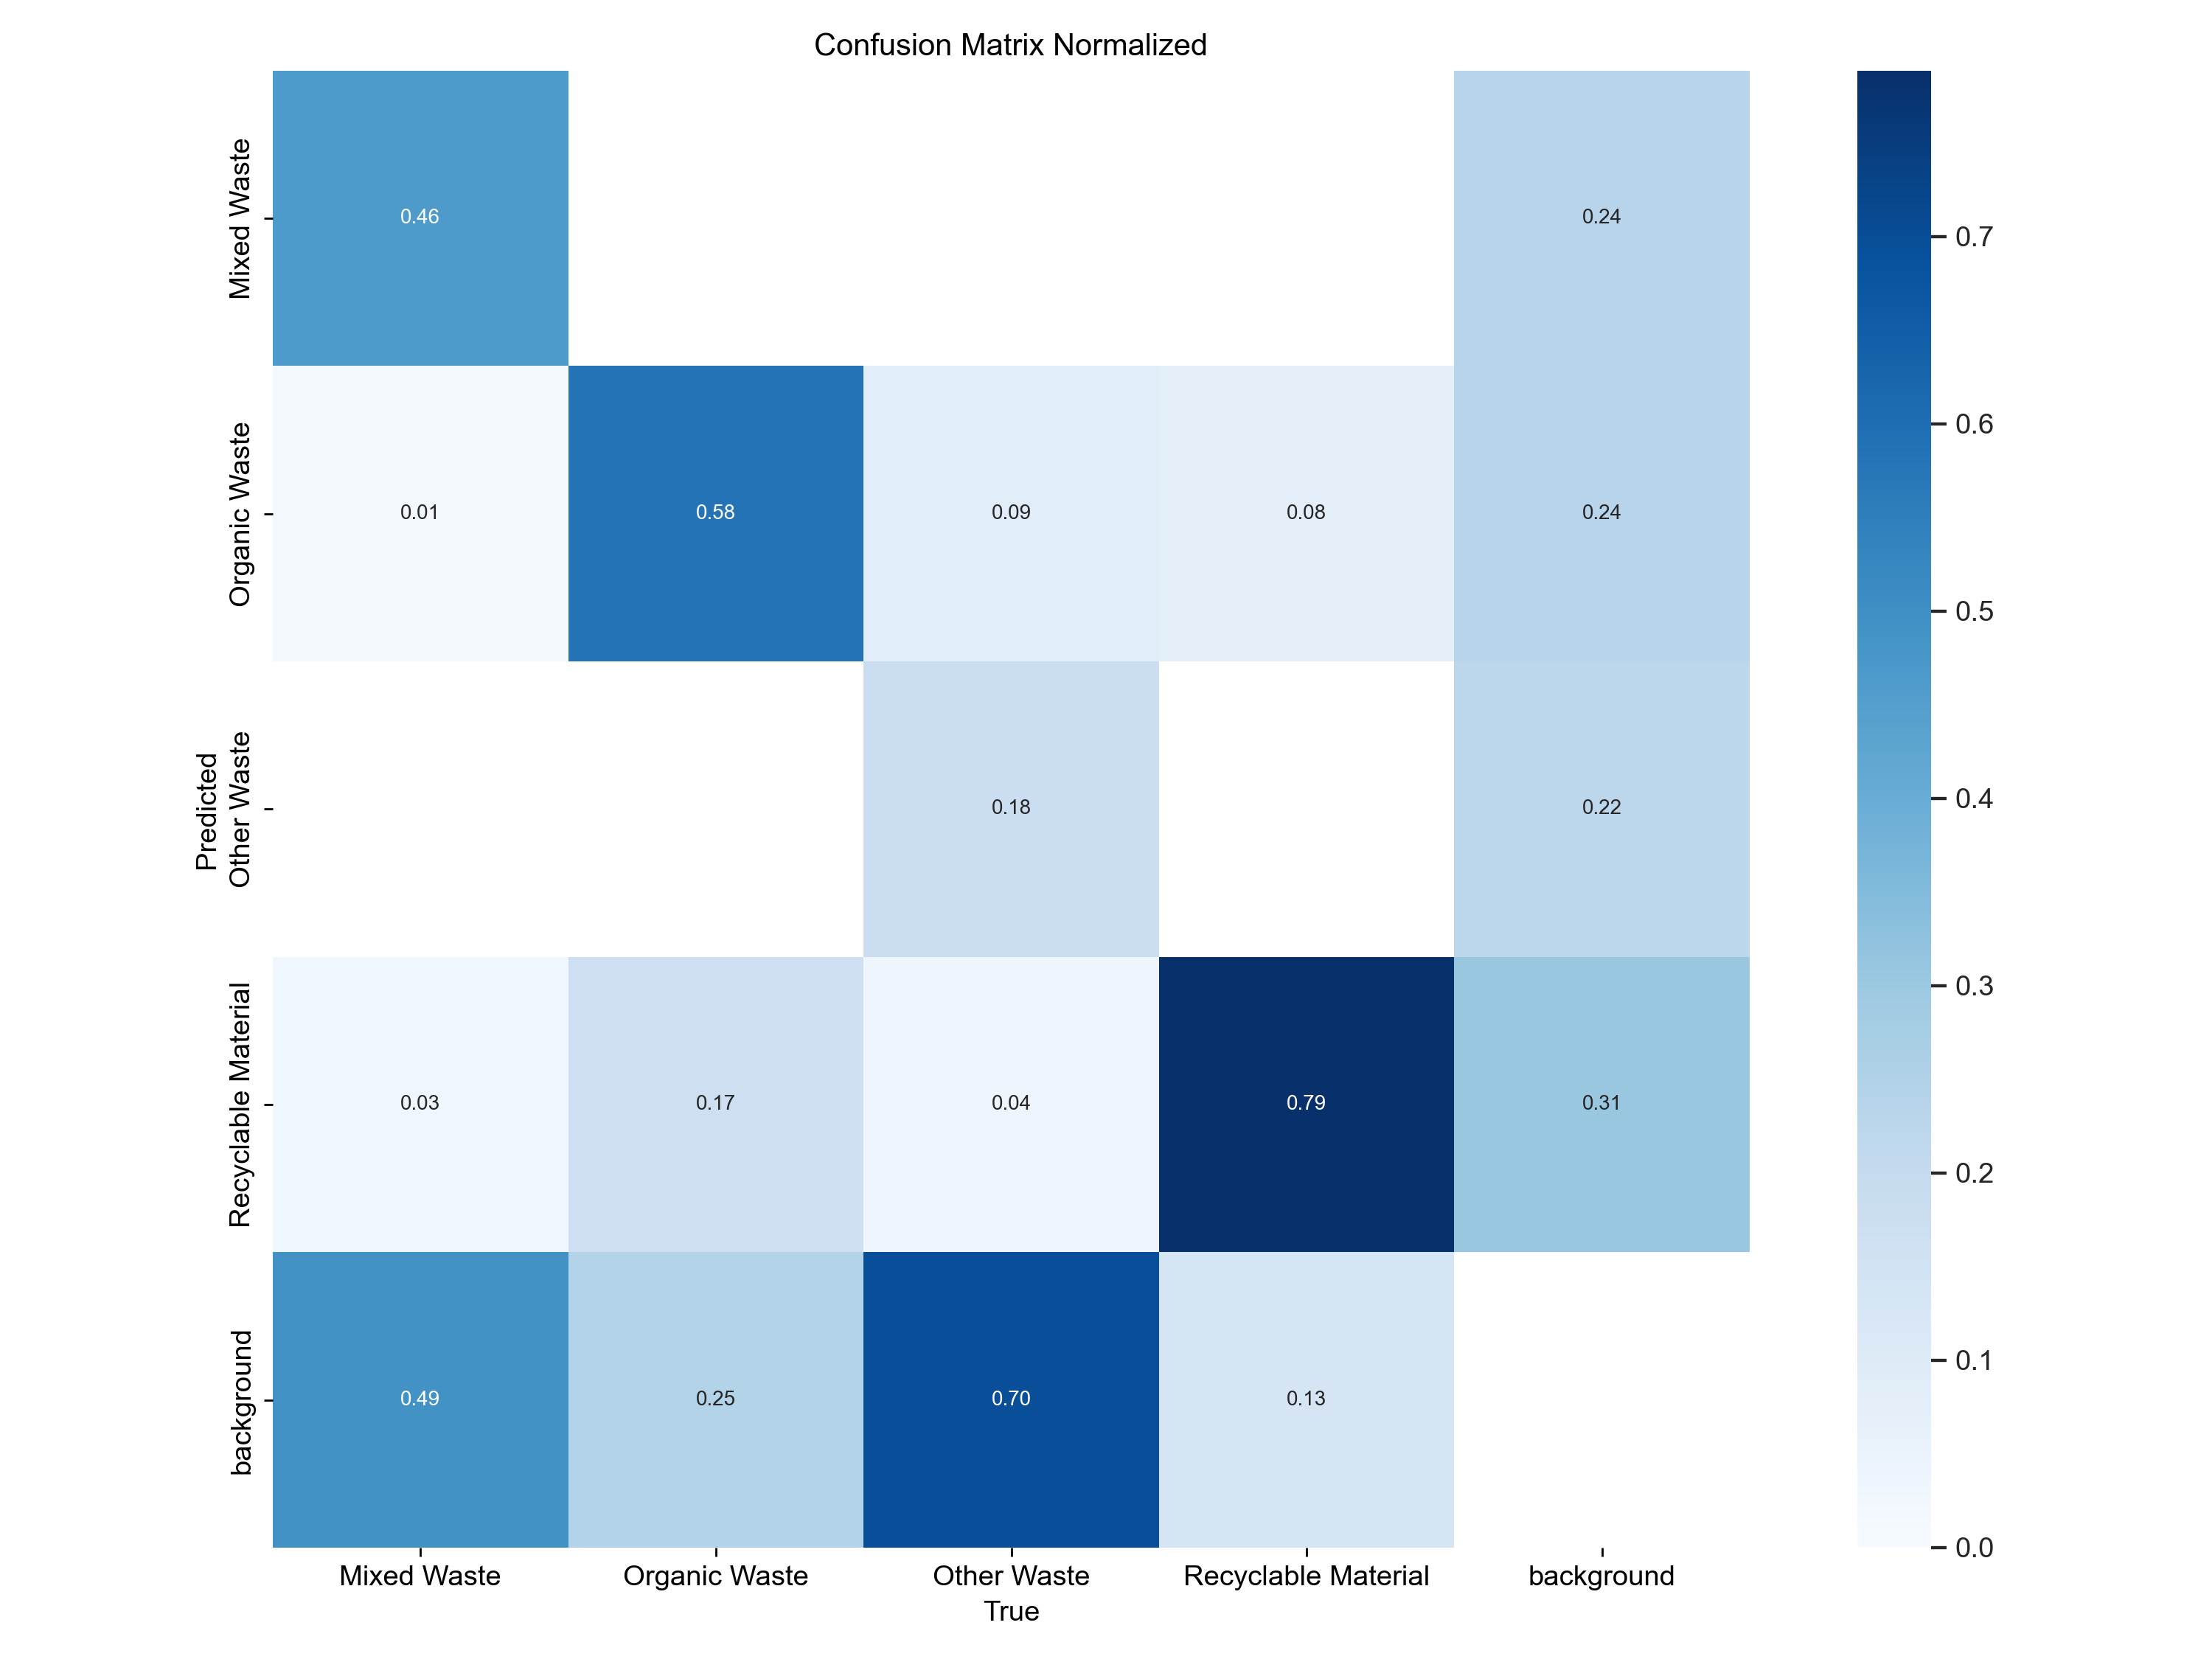 Confusion Matrix Normalized
Mixed Waste
0.46
0.24
0.7
0.6
Organic Waste
0.01
0.58
0.09
0.08
0.24
0.5
0.4
Predicted
Other Waste
0.18
0.22
0.3
Recyclable Material
0.03
0.17
0.04
0.79
0.31
0.2
0.1
background
0.49
0.25
0.70
0.13
0.0
Mixed Waste
Organic Waste
Other Waste
Recyclable Material
background
True